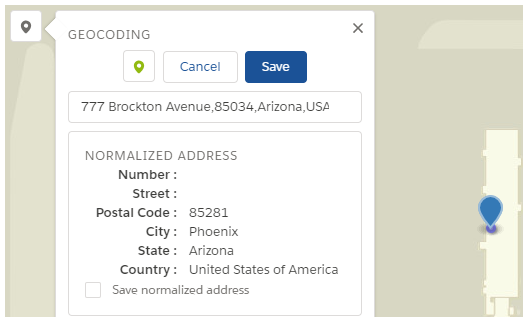 GEOCODING
Cancel
Save
777 Brockton Avenue,85034,Arizona,USA
NORMALIZED ADDRESS
Number :
Street :
Postal Code : 85281
City : Phoenix
State : Arizona
Country : United States of America
Save normalized address